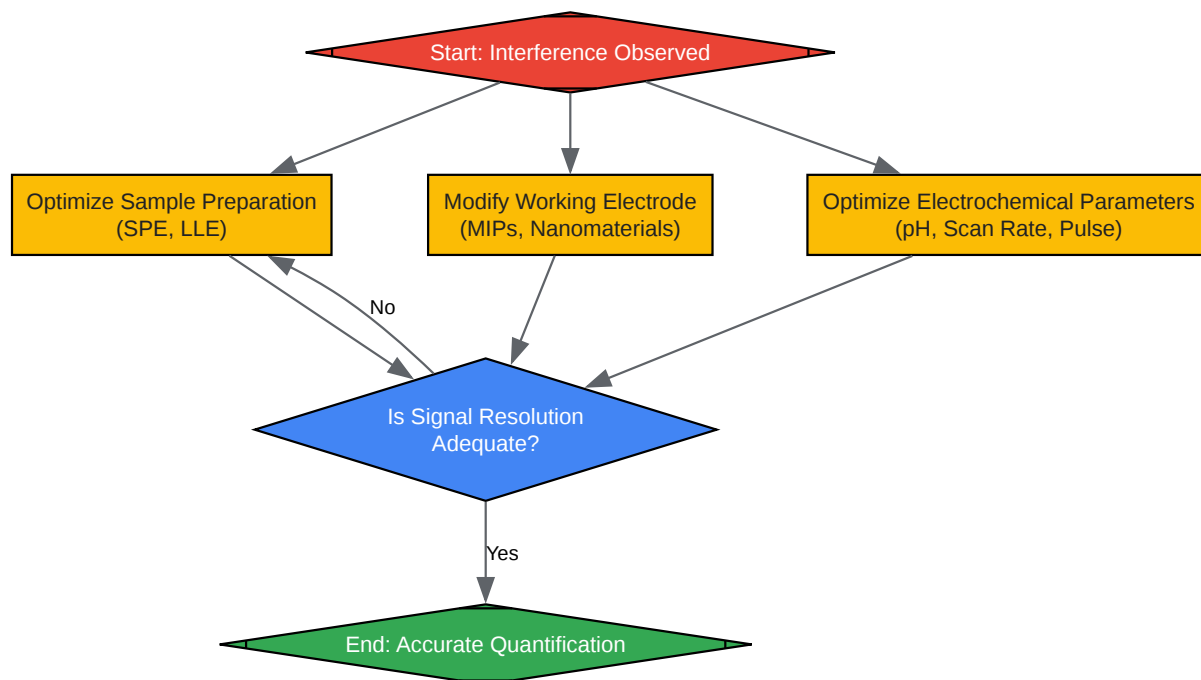 Start: Interference Observed
Optimize Sample Preparation
(SPE, LLE)
Modify Working Electrode
(MIPs, Nanomaterials)
Optimize Electrochemical Parameters
(pH, Scan Rate, Pulse)
No
Is Signal Resolution
Adequate?
Yes
End: Accurate Quantification